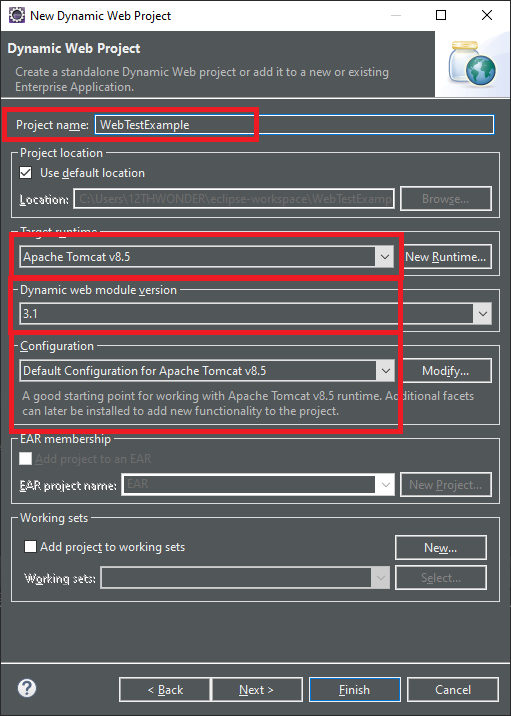 New Dynamic Web Project
Dynamic Web Project
Create a standalone Dynamic Web project or add it to a new or existing
Enterprise Application.
Project name: WebTestExample
Project location
Use default location
Location: C:\Users\12THWONDER\eclipse-workspace\WebTestExamp Browse...
Target runtime
Apache Tomcat v8.5 New Runtime...
Dynamic web module version
3.1
Configuration
Default Configuration for Apache Tomcat v8.5 Modify...
A good starting point for working with Apache Tomcat v8.5 runtime. Additional facets
can later be installed to add new functionality to the project.
EAR membership
Add project to an EAR
EAR project name: EAR New Project...
Working sets
Add project to working sets New...
Working sets: Select...
? < Back Next > Finish Cancel